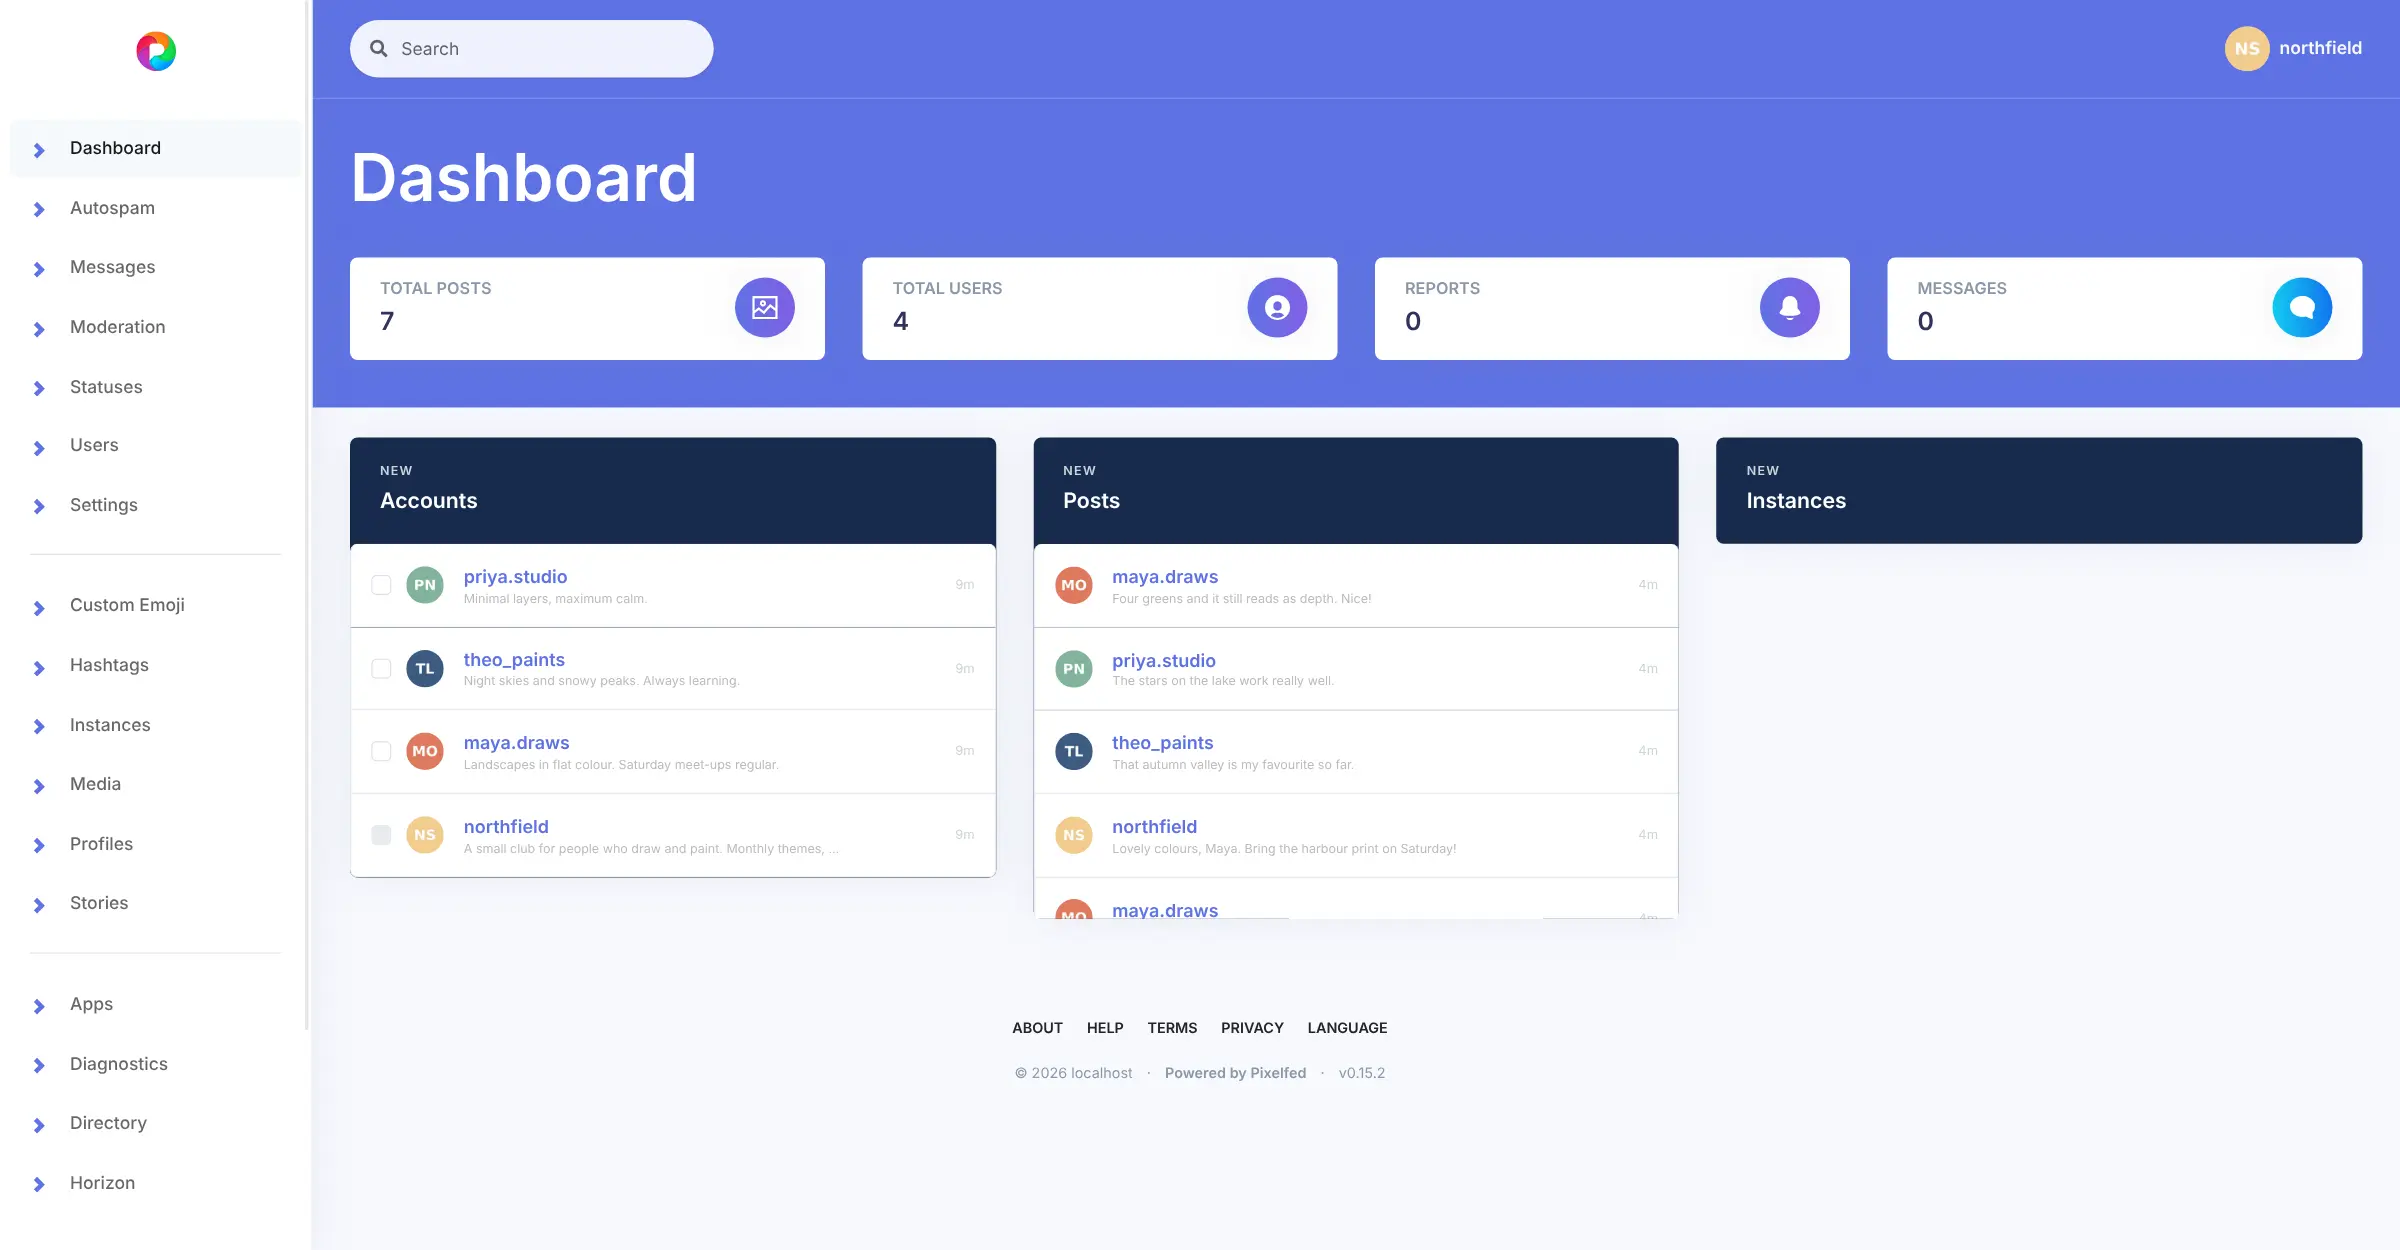 Search
NS northfield
Dashboard
Autospam
Messages
Moderation
Statuses
Users
Settings
Custom Emoji
Hashtags
Instances
Media
Profiles
Stories
Apps
Diagnostics
Directory
Horizon
Dashboard
TOTAL POSTS
7
TOTAL USERS
4
REPORTS
0
MESSAGES
0
NEW
Accounts
PN priya.studio 9m
Minimal layers, maximum calm.
TL theo_paints 9m
Night skies and snowy peaks. Always learning.
MO maya.draws 9m
Landscapes in flat colour. Saturday meet-ups regular.
NS northfield 9m
A small club for people who draw and paint. Monthly themes, ...
NEW
Posts
MO maya.draws 4m
Four greens and it still reads as depth. Nice!
PN priya.studio 4m
The stars on the lake work really well.
TL theo_paints 4m
That autumn valley is my favourite so far.
NS northfield 4m
Lovely colours, Maya. Bring the harbour print on Saturday!
MO maya.draws 4m
NEW
Instances
ABOUT HELP TERMS PRIVACY LANGUAGE
© 2026 localhost · Powered by Pixelfed · v0.15.2